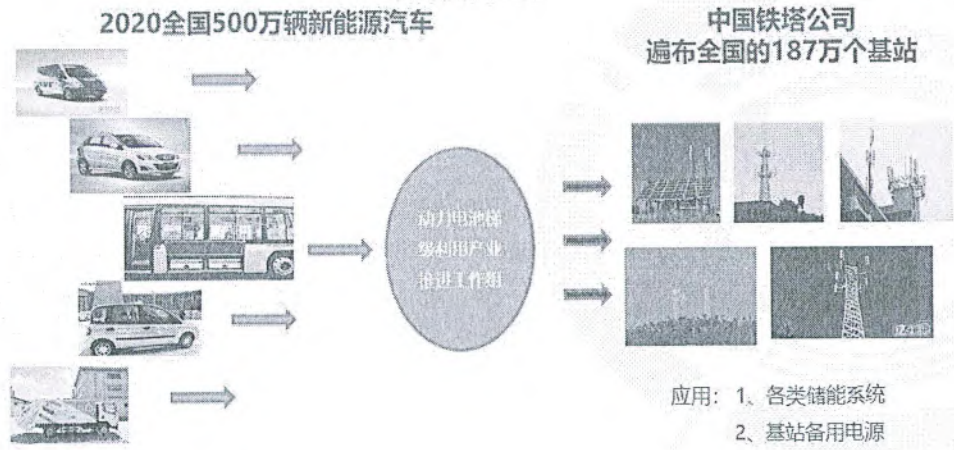 2020全国500万辆新能源汽车
中国铁塔公司
遍布全国的187万个基站
动力电池梯
级利用产业
推进工作组
应用：1、各类储能系统
2、基站备用电源